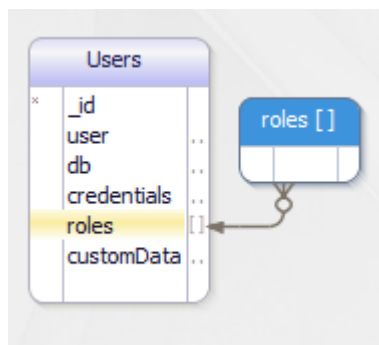 Users
_id
user ..
db ..
credentials ..
roles []
customData ..
roles []